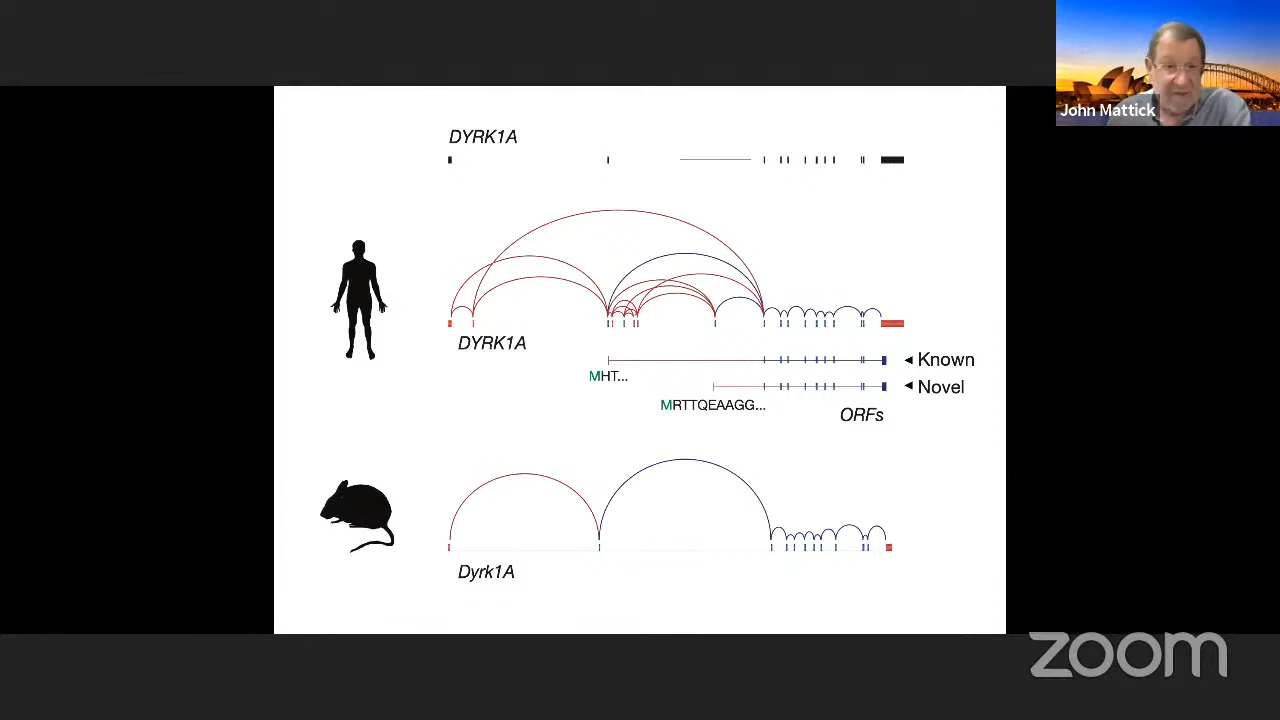 John Mattick
DYRK1A
DYRK1A
◄ Known
MHT...
◄ Novel
MRTTQEAAGG...
ORFs
Dyrk1A
zoom